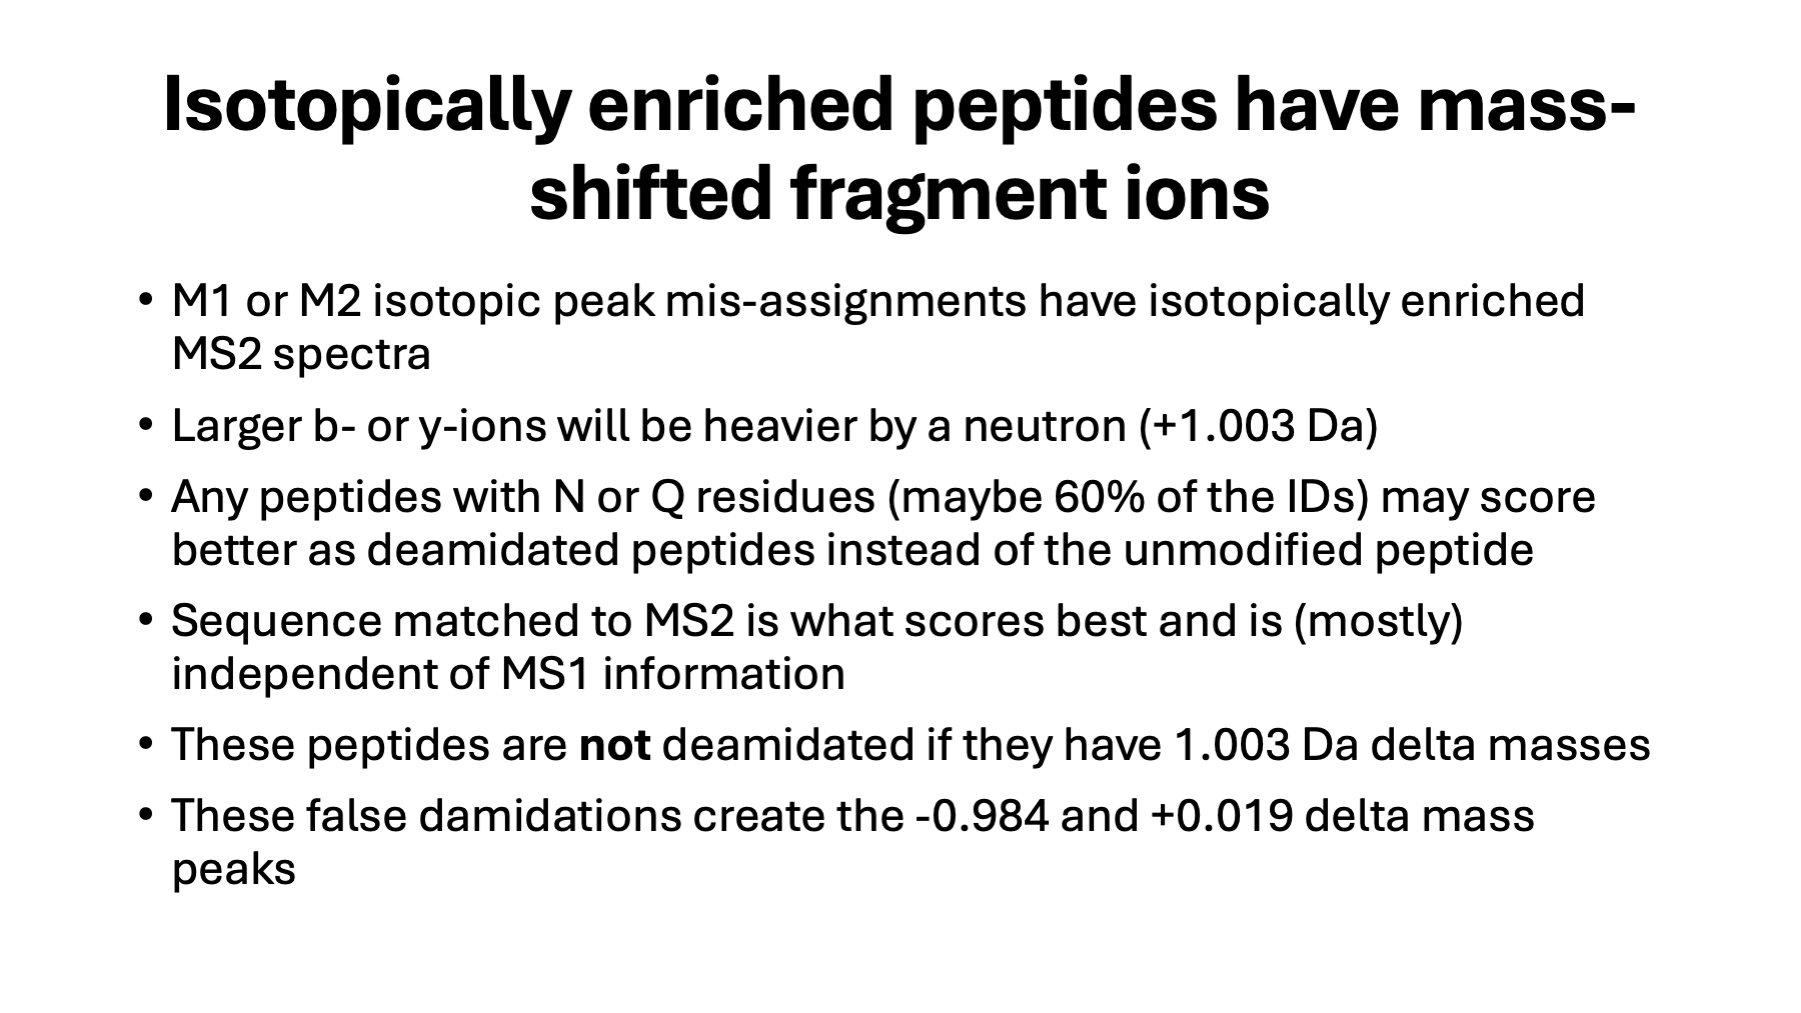 Isotopically enriched peptides have mass-
shifted fragment ions
• M1 or M2 isotopic peak mis-assignments have isotopically enriched
MS2 spectra
• Larger b- or y-ions will be heavier by a neutron (+1.003 Da)
• Any peptides with N or Q residues (maybe 60% of the IDs) may score
better as deamidated peptides instead of the unmodified peptide
• Sequence matched to MS2 is what scores best and is (mostly)
independent of MS1 information
• These peptides are not deamidated if they have 1.003 Da delta masses
• These false damidations create the -0.984 and +0.019 delta mass
peaks